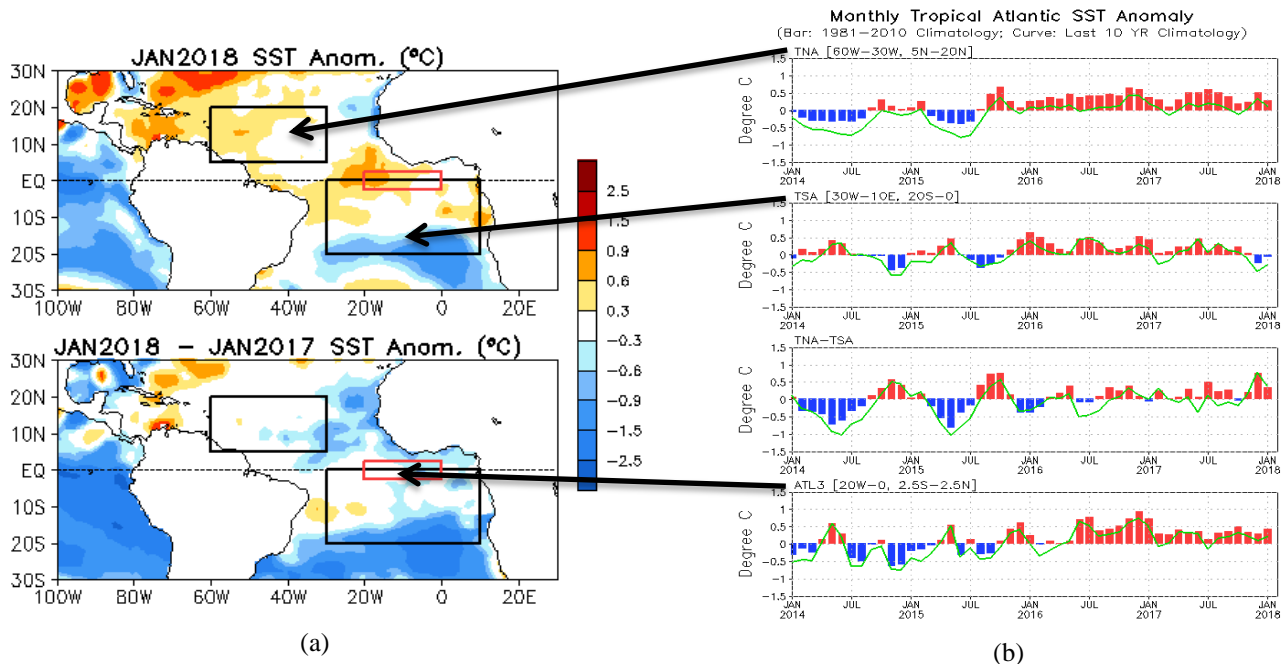 JAN2018 SST Anom. (°C)
30N
20N
10N
EQ
10S
20S
30S
100W 80W 60W 40W 20W 0 20E
JAN2018 – JAN2017 SST Anom. (°C)
30N
20N
10N
EQ
10S
20S
30S
100W 80W 60W 40W 20W 0 20E
2.5
1.5
0.9
0.6
0.3
−0.3
−0.6
−0.9
−1.5
−2.5
(a)
Monthly Tropical Atlantic SST Anomaly
(Bar: 1981−2010 Climatology; Curve: Last 10 YR Climatology)
TNA [60W−30W, 5N−20N]
Degree C
1.5
1
0.5
0
−0.5
−1
−1.5
JAN JUL JAN JUL JAN JUL JAN JUL JAN
2014 2015 2016 2017 2018
TSA [30W−10E, 20S−0]
Degree C
1.5
1
0.5
0
−0.5
−1
−1.5
JAN JUL JAN JUL JAN JUL JAN JUL JAN
2014 2015 2016 2017 2018
TNA−TSA
Degree C
1.5
1
0.5
0
−0.5
−1
−1.5
JAN JUL JAN JUL JAN JUL JAN JUL JAN
2014 2015 2016 2017 2018
ATL3 [20W−0, 2.5S−2.5N]
Degree C
1.5
1
0.5
0
−0.5
−1
−1.5
JAN JUL JAN JUL JAN JUL JAN JUL JAN
2014 2015 2016 2017 2018
(b)